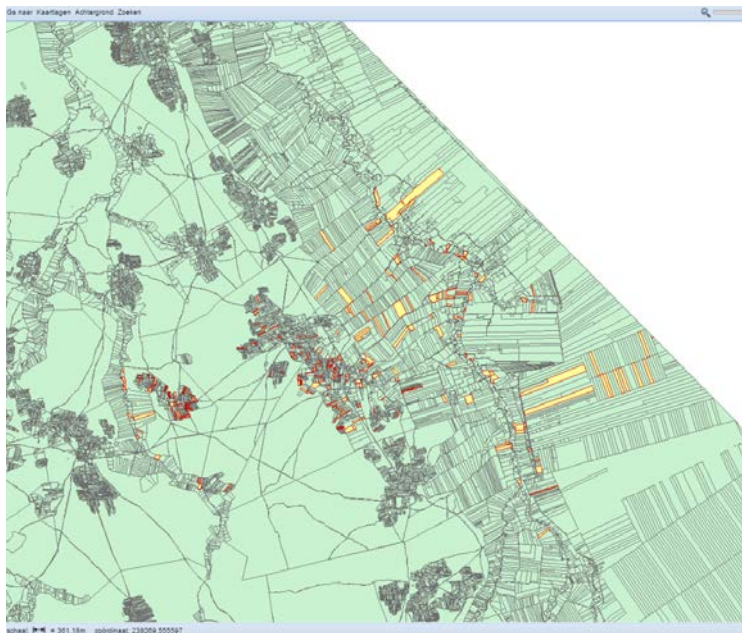 Ga naar Kaartlagen Achtergrond Zoeken
schaal: = 361.18m coördinaat: 238069.555597